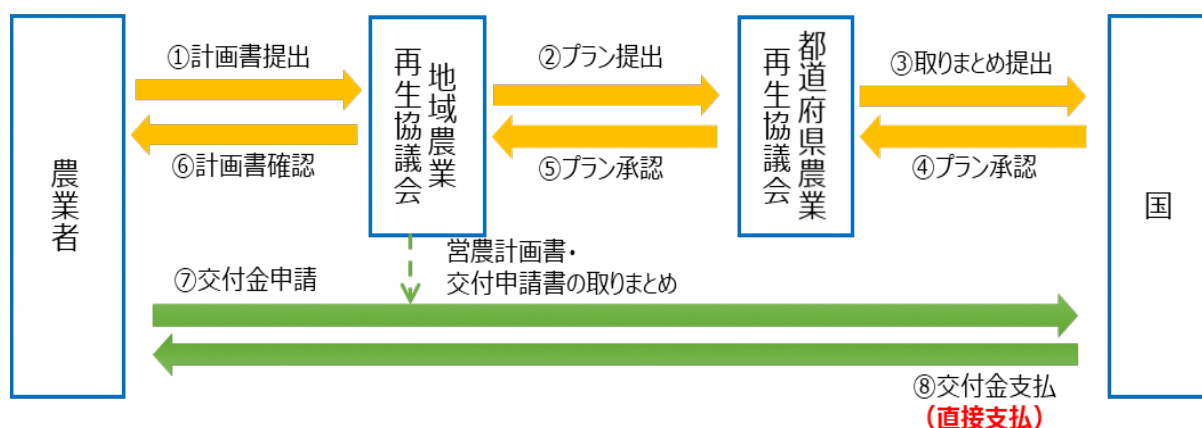 農業者
①計画書提出
⑥計画書確認
地域農業
再生協議会
②プラン提出
⑤プラン承認
都道府県農業
再生協議会
③取りまとめ提出
④プラン承認
国
営農計画書・
交付申請書の取りまとめ
⑦交付金申請
⑧交付金支払
（直接支払）